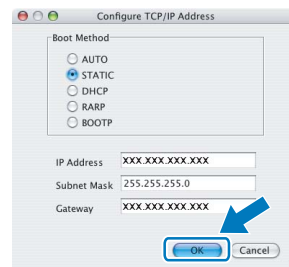 Configure TCP/IP Address
Boot Method
AUTO
STATIC
DHCP
RARP
BOOTP
IP Address XXX.XXX.XXX.XXX
Subnet Mask 255.255.255.0
Gateway XXX.XXX.XXX.XXX
OK Cancel